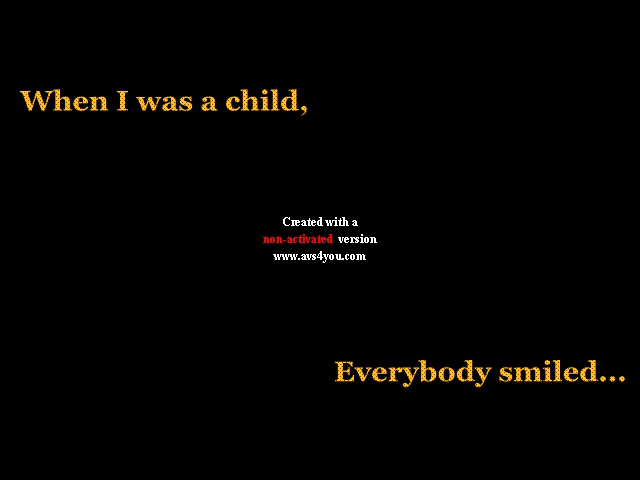 When I was a child,
Created with a
non-activated version
www.avs4you.com
Everybody smiled...